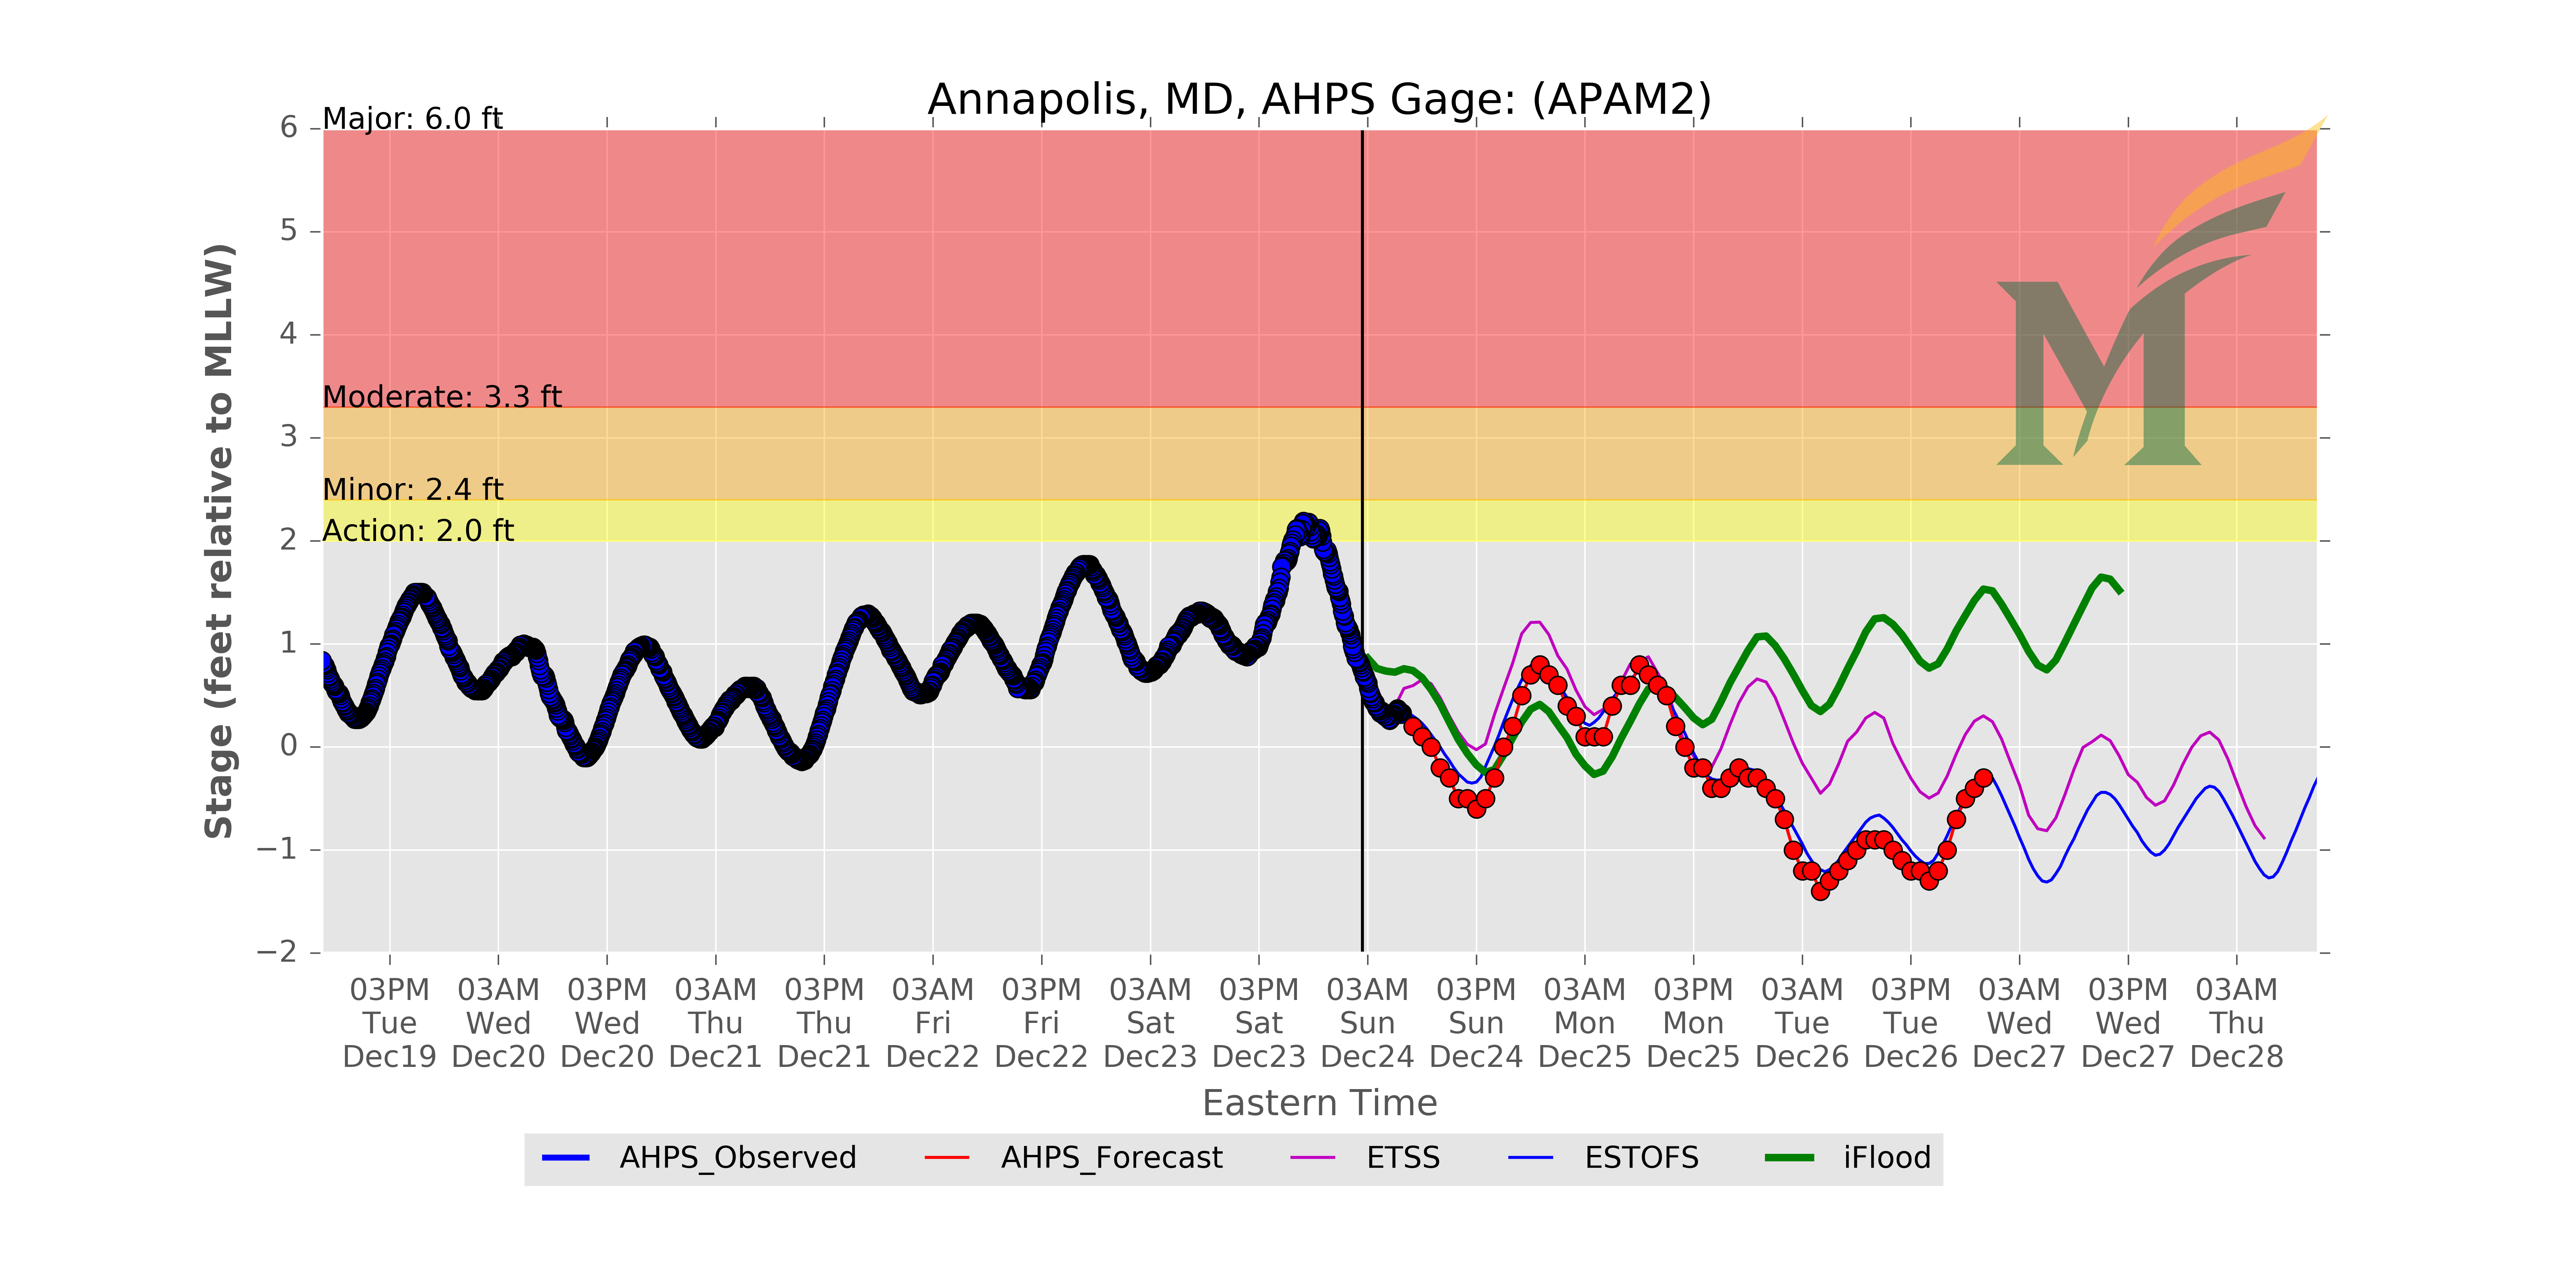 Annapolis, MD, AHPS Gage: (APAM2)
Major: 6.0 ft
Moderate: 3.3 ft
Minor: 2.4 ft
Action: 2.0 ft
Stage (feet relative to MLLW)
6
5
4
3
2
1
0
−1
−2
03PM 03AM 03PM 03AM 03PM 03AM 03PM 03AM 03PM 03AM 03PM 03AM 03PM 03AM 03PM 03AM 03PM 03AM
Tue Wed Wed Thu Thu Fri Fri Sat Sat Sun Sun Mon Mon Tue Tue Wed Wed Thu
Dec19 Dec20 Dec20 Dec21 Dec21 Dec22 Dec22 Dec23 Dec23 Dec24 Dec24 Dec25 Dec25 Dec26 Dec26 Dec27 Dec27 Dec28
Eastern Time
AHPS_Observed AHPS_Forecast ETSS ESTOFS iFlood
M